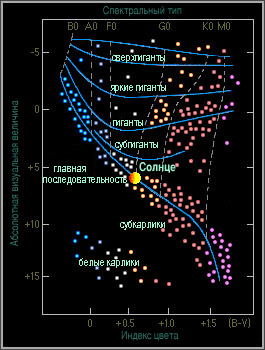 Спектральный тип
B0 A0 F0 G0 K0 M0
-5
сверхгиганты
яркие гиганты
0
гиганты
субгиганты
+5
Солнце
главная
последовательность
+10
субкарлики
белые карлики
+15
0 +0.5 +1.0 +1.5 (B-V)
Индекс цвета
Абсолютная визуальная величина